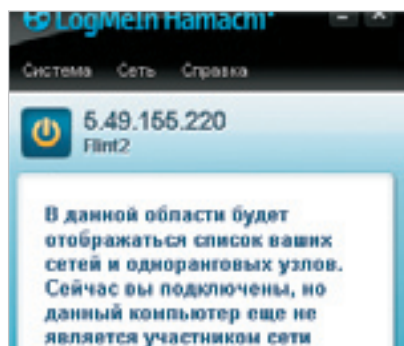 LogMeIn Hamachi
Система Сеть Справка
5.49.155.220
Flint2
В данной области будет
отображаться список ваших
сетей и одноранговых узлов.
Сейчас вы подключены, но
данный компьютер еще не
является участником сети